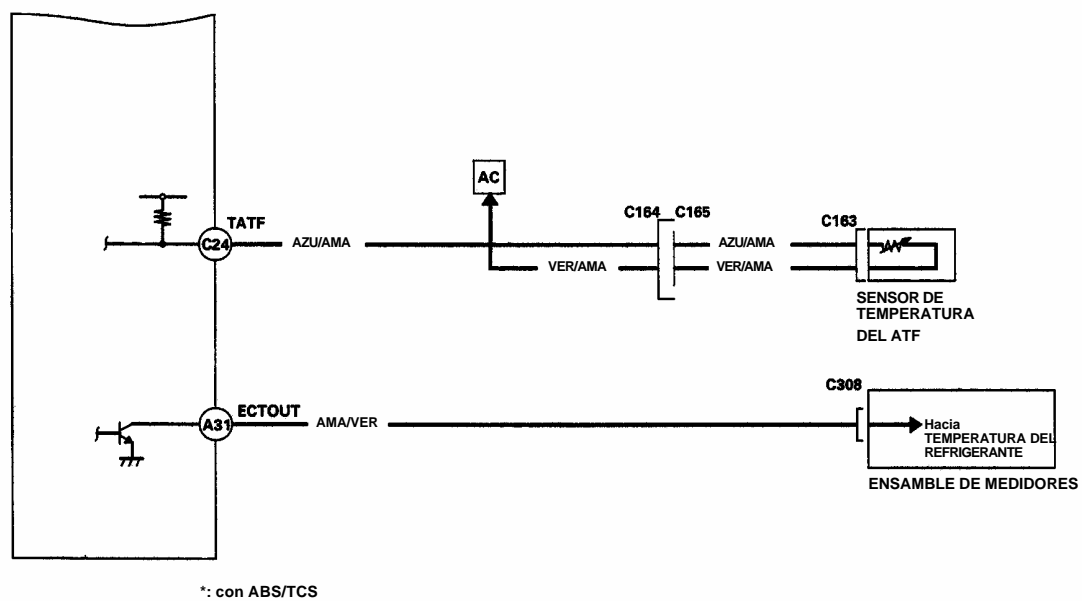 AC
C164 C165
C163
TATF
C24
AZU/AMA
AZU/AMA
VER/AMA
VER/AMA
SENSOR DE
TEMPERATURA
DEL ATF
C308
ECTOUT
A31
AMA/VER
Hacia
TEMPERATURA DEL
REFRIGERANTE
ENSAMBLE DE MEDIDORES
*: con ABS/TCS